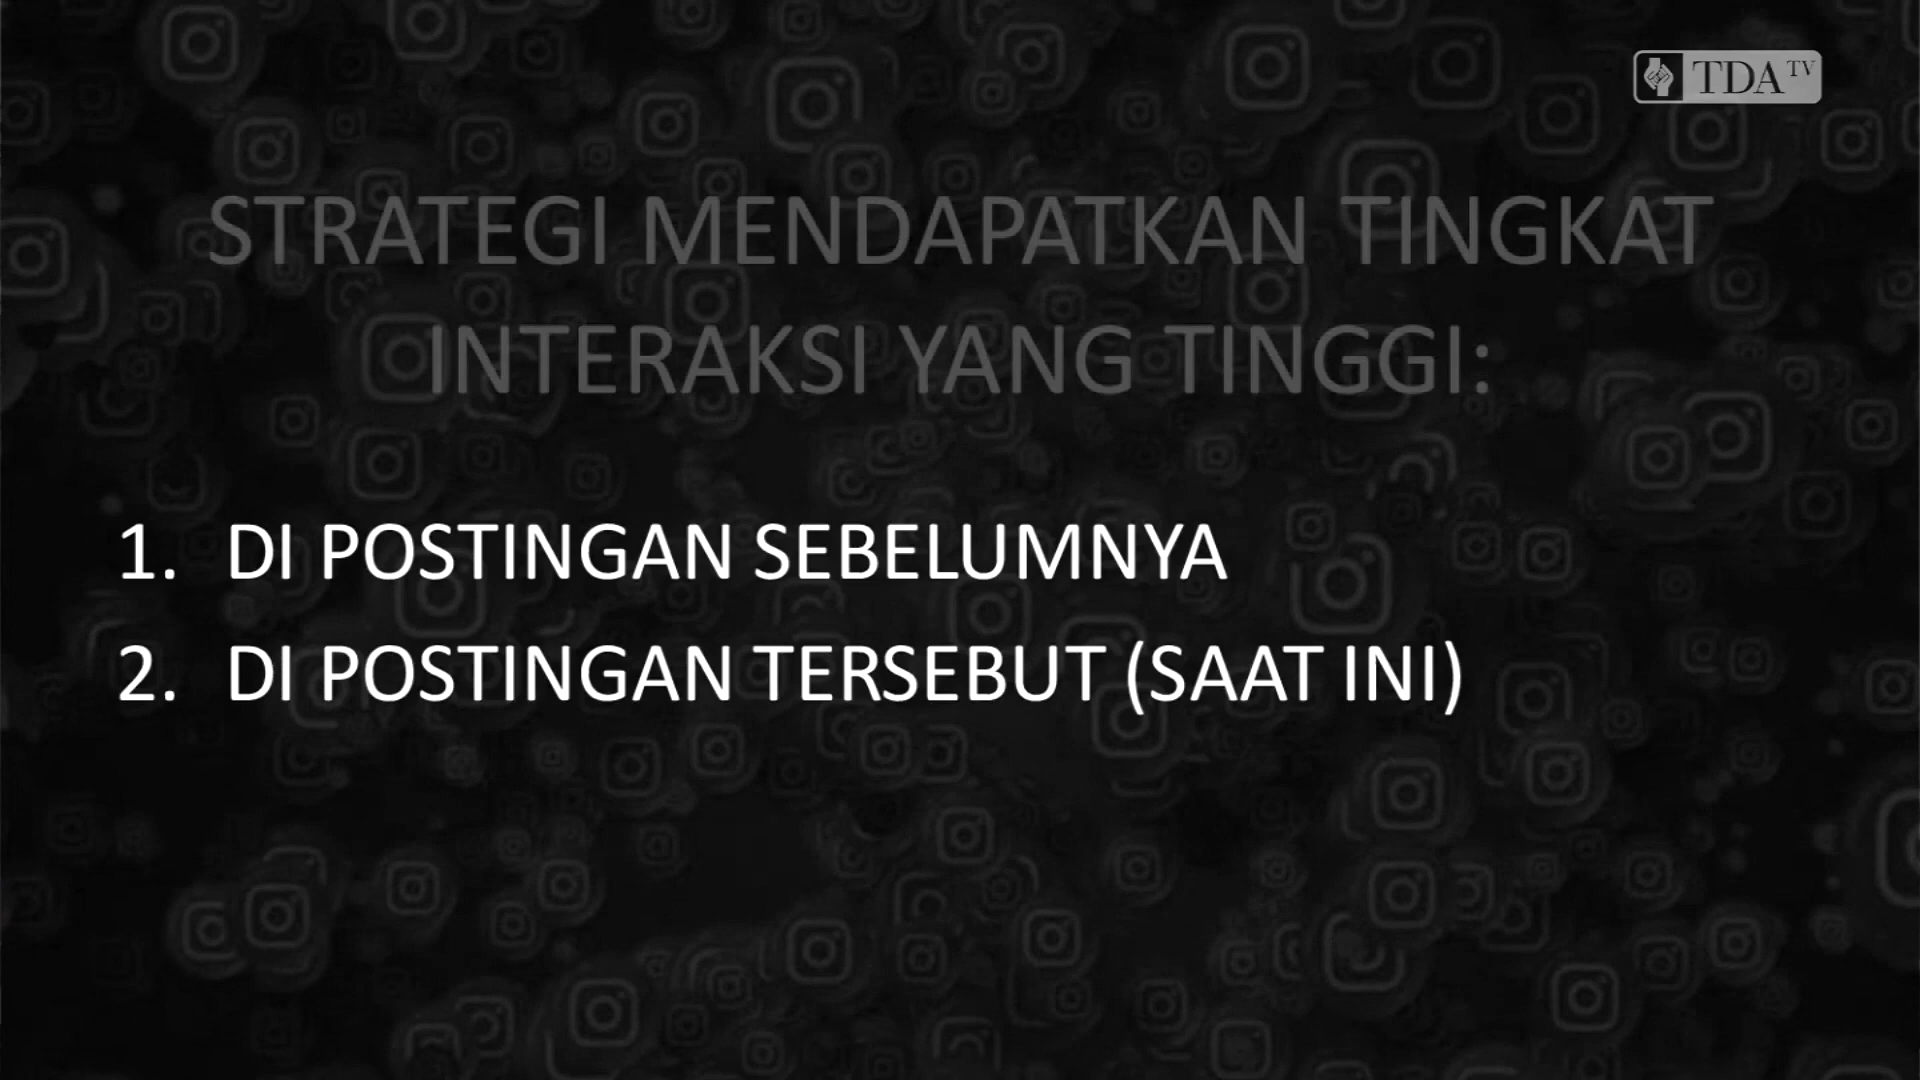 TDA TV
STRATEGI MENDAPATKAN TINGKAT
INTERAKSI YANG TINGGI:
1. DI POSTINGAN SEBELUMNYA
2. DI POSTINGAN TERSEBUT (SAAT INI)